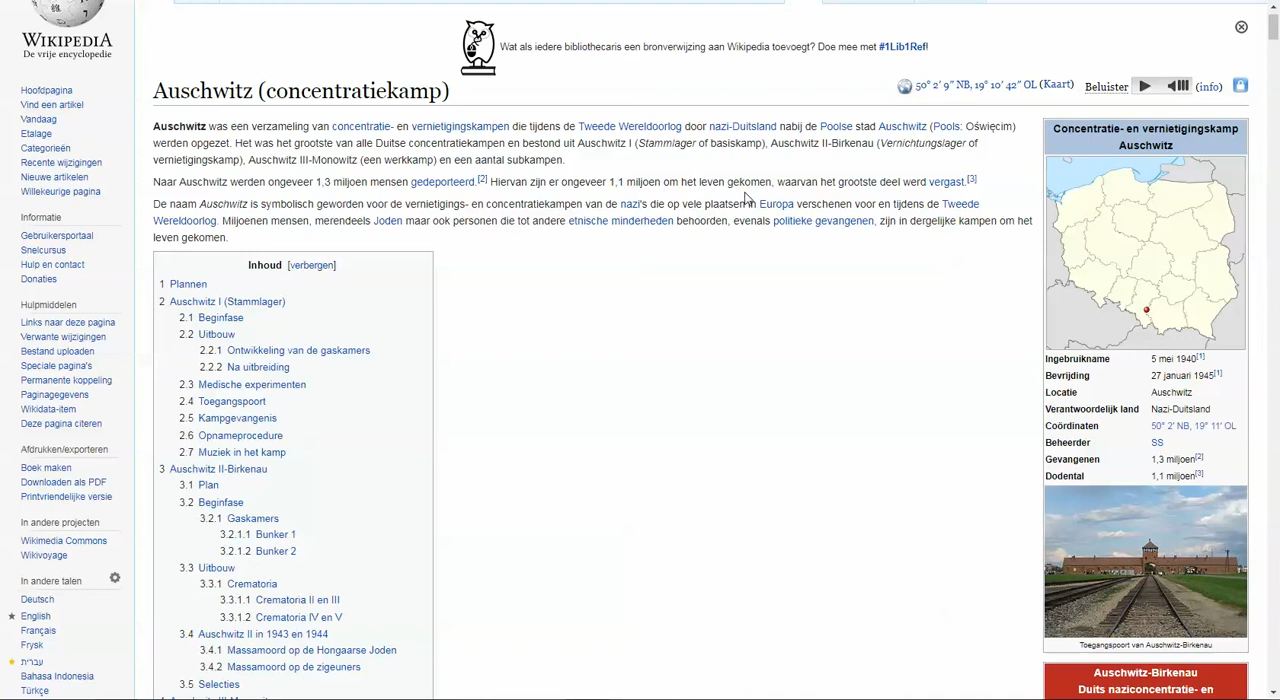 WIKIPEDIA
De vrije encyclopedie
Hoofdpagina
Vind een artikel
Vandaag
Etalage
Categorieën
Recente wijzigingen
Nieuwe artikelen
Willekeurige pagina
Informatie
Gebruikersportaal
Snelcursus
Hulp en contact
Donaties
Hulpmiddelen
Links naar deze pagina
Verwante wijzigingen
Bestand uploaden
Speciale pagina's
Permanente koppeling
Paginagegevens
Wikidata-item
Deze pagina citeren
Afdrukken/exporteren
Boek maken
Downloaden als PDF
Printvriendelijke versie
In andere projecten
Wikimedia Commons
Wikivoyage
In andere talen
Deutsch
English
Français
Frysk
עברית
Bahasa Indonesia
Türkçe
Wat als iedere bibliothecaris een bronverwijzing aan Wikipedia toevoegt? Doe mee met #1Lib1Ref!
Auschwitz (concentratiekamp)
50° 2′ 9″ NB, 19° 10′ 42″ OL (Kaart)
Beluister (info)
Auschwitz was een verzameling van concentratie- en vernietigingskampen die tijdens de Tweede Wereldoorlog door nazi-Duitsland nabij de Poolse stad Auschwitz (Pools: Oświęcim)
werden opgezet. Het was het grootste van alle Duitse concentratiekampen en bestond uit Auschwitz I (Stammlager of basiskamp), Auschwitz II-Birkenau (Vernichtungslager of
vernietigingskamp), Auschwitz III-Monowitz (een werkkamp) en een aantal subkampen.
Naar Auschwitz werden ongeveer 1,3 miljoen mensen gedeporteerd.[2] Hiervan zijn er ongeveer 1,1 miljoen om het leven gekomen, waarvan het grootste deel werd vergast.[3]
De naam Auschwitz is symbolisch geworden voor de vernietigings- en concentratiekampen van de nazi's die op vele plaatsen in Europa verschenen voor en tijdens de Tweede
Wereldoorlog. Miljoenen mensen, merendeels Joden maar ook personen die tot andere etnische minderheden behoorden, evenals politieke gevangenen, zijn in dergelijke kampen om het
leven gekomen.
Inhoud [verbergen]
1 Plannen
2 Auschwitz I (Stammlager)
2.1 Beginfase
2.2 Uitbouw
2.2.1 Ontwikkeling van de gaskamers
2.2.2 Na uitbreiding
2.3 Medische experimenten
2.4 Toegangspoort
2.5 Kampgevangenis
2.6 Opnameprocedure
2.7 Muziek in het kamp
3 Auschwitz II-Birkenau
3.1 Plan
3.2 Beginfase
3.2.1 Gaskamers
3.2.1.1 Bunker 1
3.2.1.2 Bunker 2
3.3 Uitbouw
3.3.1 Crematoria
3.3.1.1 Crematoria II en III
3.3.1.2 Crematoria IV en V
3.4 Auschwitz II in 1943 en 1944
3.4.1 Massamoord op de Hongaarse Joden
3.4.2 Massamoord op de zigeuners
3.5 Selecties
Concentratie- en vernietigingskamp
Auschwitz
Ingebruikname 5 mei 1940[1]
Bevrijding 27 januari 1945[1]
Locatie Auschwitz
Verantwoordelijk land Nazi-Duitsland
Coördinaten 50° 2′ NB, 19° 11′ OL
Beheerder SS
Gevangenen 1,3 miljoen[2]
Dodental 1,1 miljoen[3]
Toegangspoort van Auschwitz-Birkenau
Auschwitz-Birkenau
Duits naziconcentratie- en